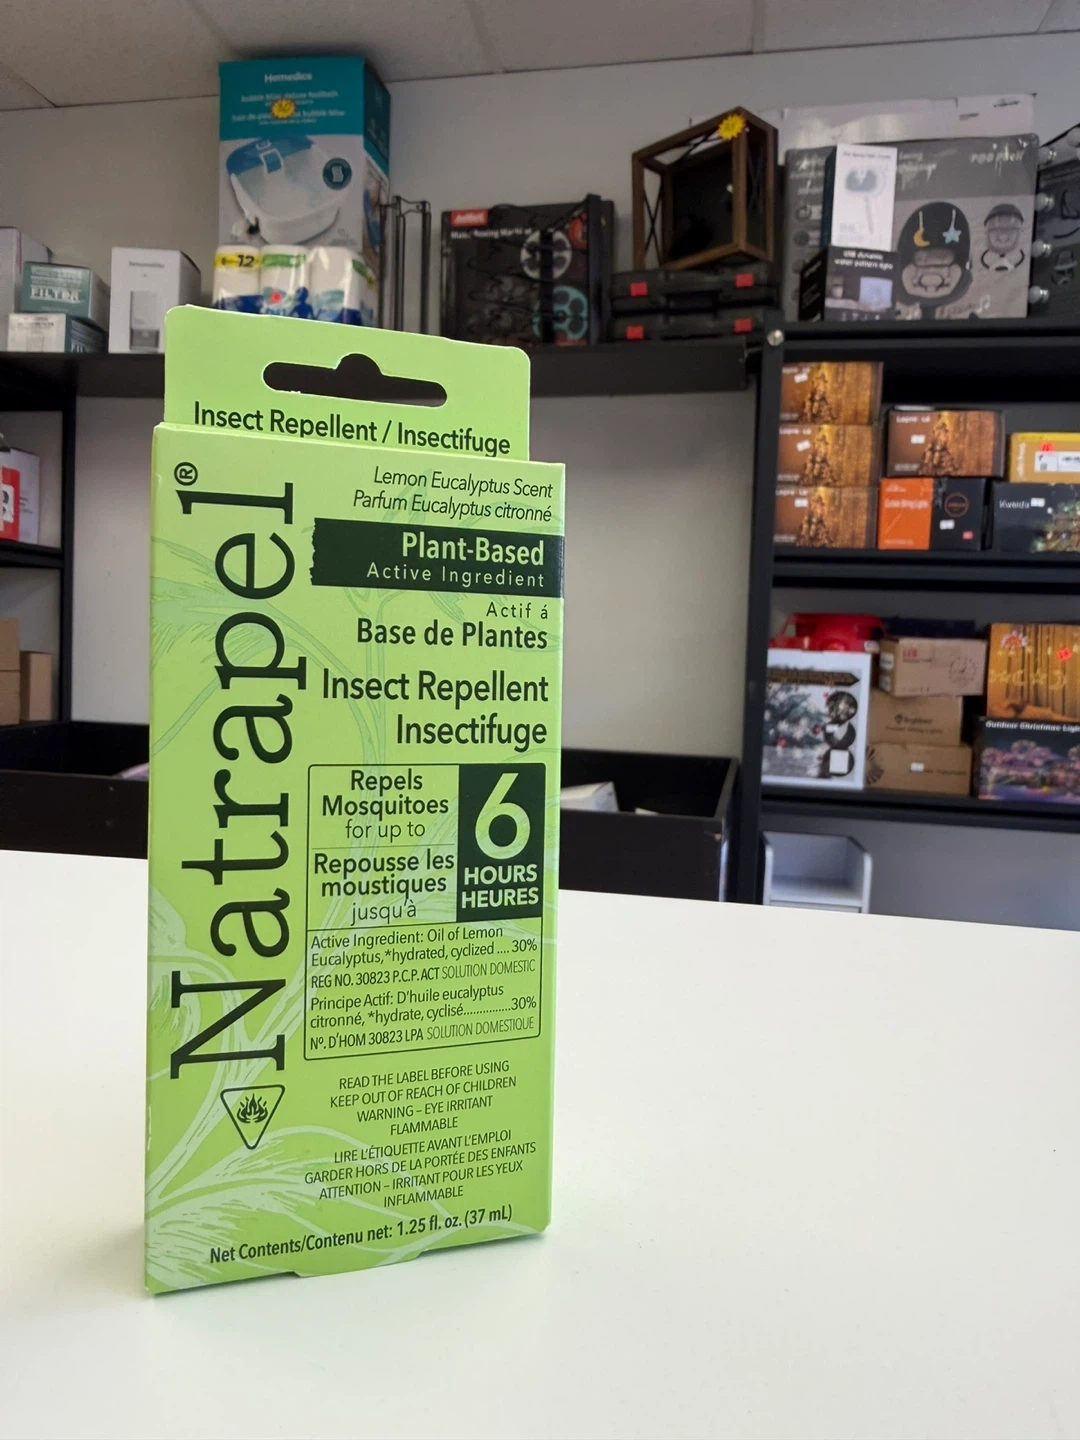 Homedics
12
FILTR
Insect Repellent / Insectifuge
Natrapel®
Lemon Eucalyptus Scent
Parfum Eucalyptus citronné
Plant-Based
Active Ingredient
Actif á
Base de Plantes
Insect Repellent
Insectifuge
Repels
Mosquitoes
for up to
Repousse les
moustiques
jusqu'à
6
HOURS
HEURES
Active Ingredient: Oil of Lemon
Eucalyptus,*hydrated, cyclized .... 30%
REG NO. 30823 P.C.P. ACT SOLUTION DOMESTIC
Principe Actif: D'huile eucalyptus
citronné, *hydrate, cyclisé...............30%
Nº. D'HOM 30823 LPA SOLUTION DOMESTIQUE
READ THE LABEL BEFORE USING
KEEP OUT OF REACH OF CHILDREN
WARNING – EYE IRRITANT
FLAMMABLE
LIRE L'ÉTIQUETTE AVANT L'EMPLOI
GARDER HORS DE LA PORTÉE DES ENFANTS
ATTENTION – IRRITANT POUR LES YEUX
INFLAMMABLE
Net Contents/Contenu net: 1.25 fl. oz. (37 mL)
Outdoor Christmas Light